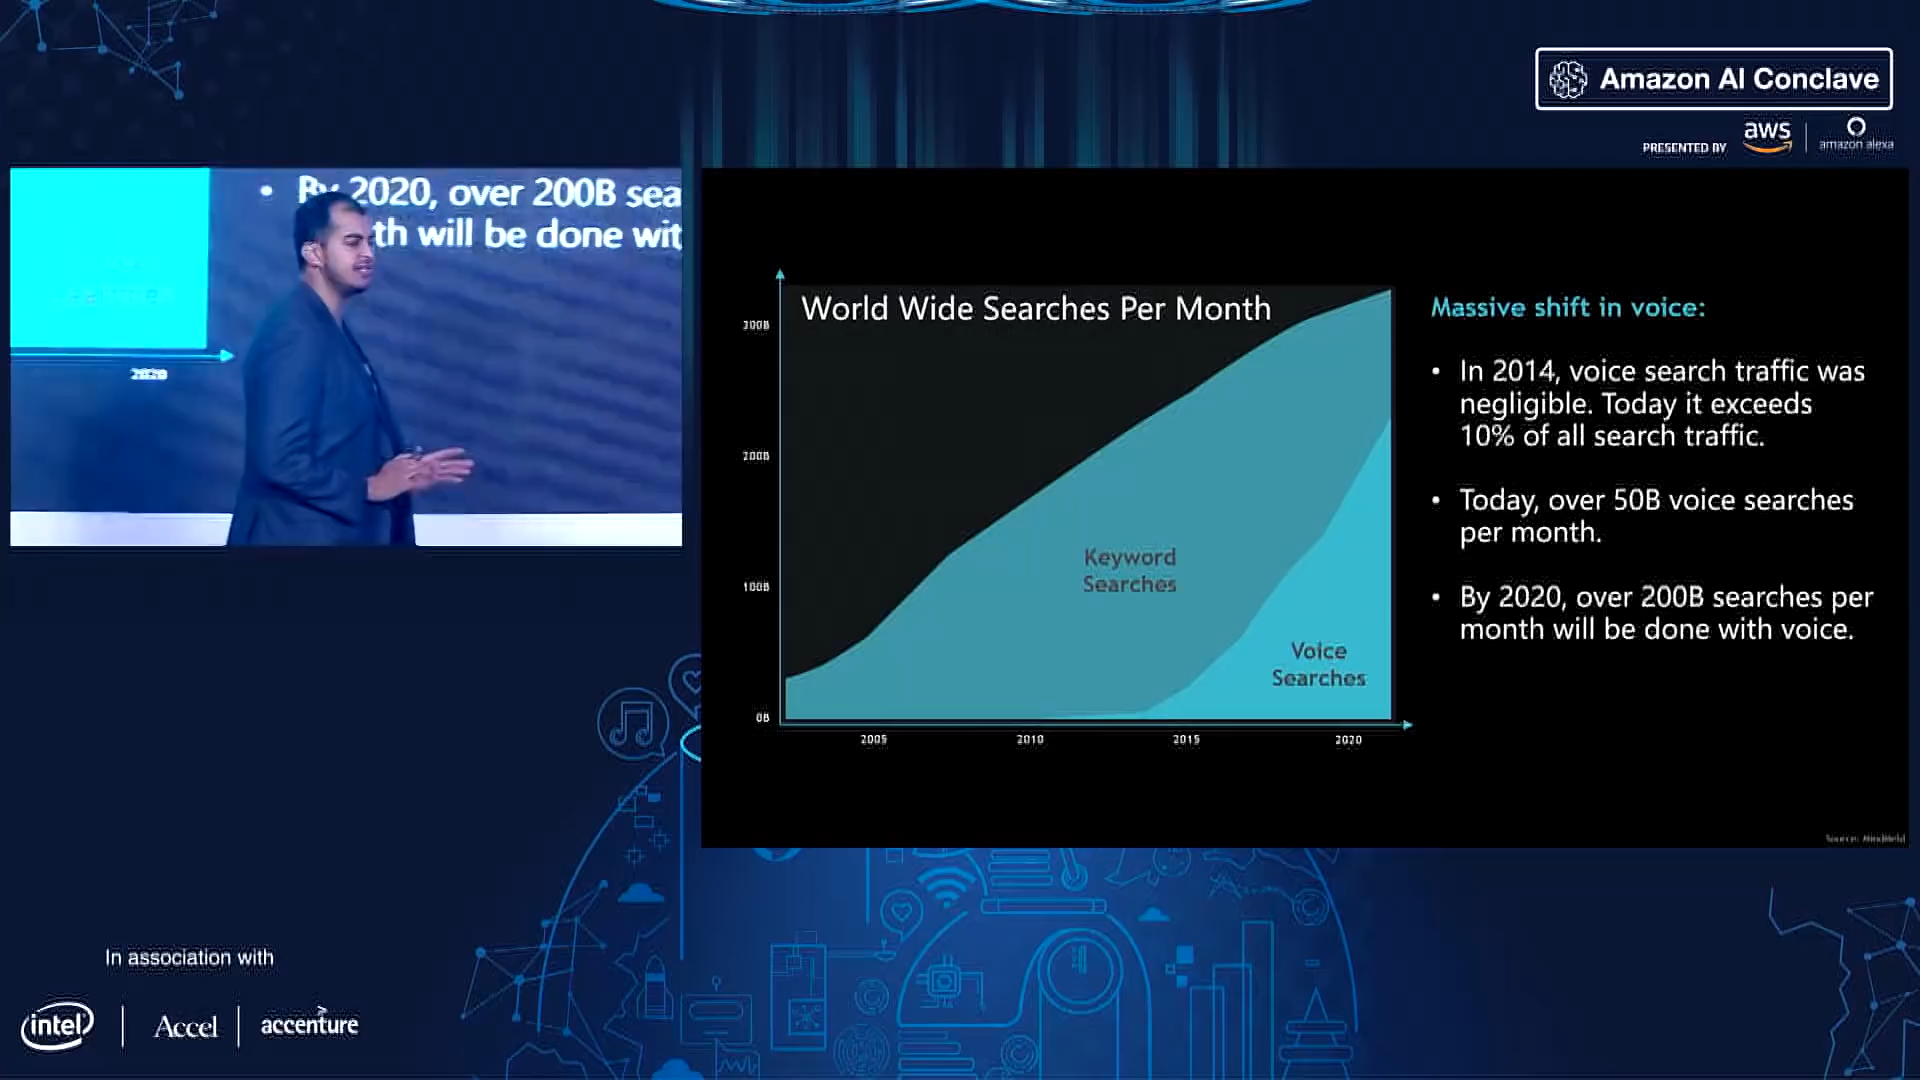 Amazon AI Conclave
PRESENTED BY
aws
amazon alexa
By 2020, over 200B sea
th will be done wit
2020
World Wide Searches Per Month
300B
200B
100B
0B
2005
2010
2015
2020
Keyword
Searches
Voice
Searches
Massive shift in voice:
• In 2014, voice search traffic was
negligible. Today it exceeds
10% of all search traffic.
• Today, over 50B voice searches
per month.
• By 2020, over 200B searches per
month will be done with voice.
Source: MindMeld
In association with
intel
Accel
accenture